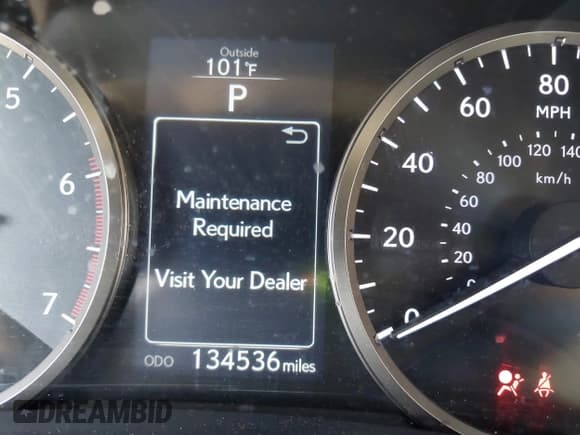 Outside
101°F
P
Maintenance
Required
Visit Your Dealer
ODO 134536 miles
5
6
7
80
60
MPH
40
20
0
140
120
100
80
km/h
60
40
20
0
DREAMBID